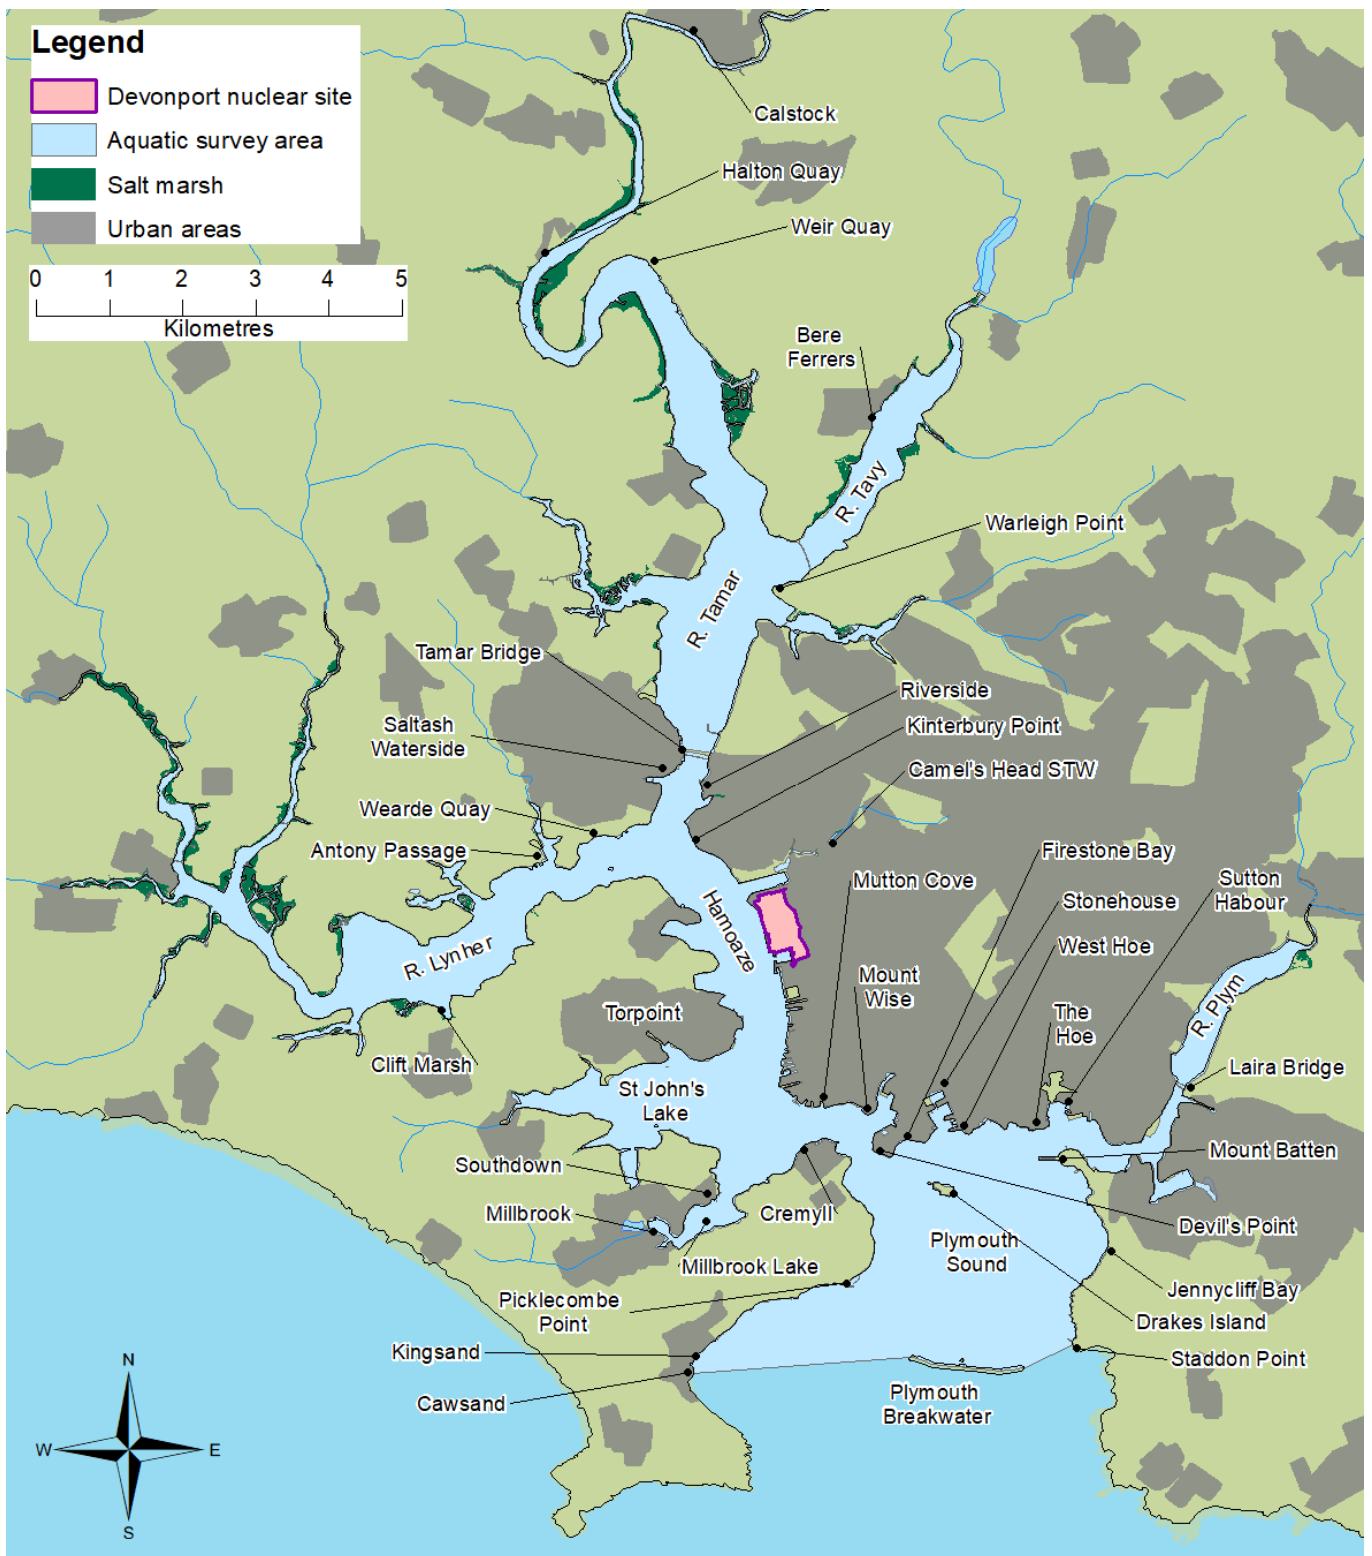 Legend
Devonport nuclear site
Aquatic survey area
Salt marsh
Urban areas
0 1 2 3 4 5
Kilometres
Calstock
Halton Quay
Weir Quay
Bere
Ferrers
R. Tavy
Warleigh Point
R. Tamar
Tamar Bridge
Riverside
Saltash
Waterside
Kinterbury Point
Camel's Head STW
Wearde Quay
Antony Passage
Firestone Bay
Mutton Cove
Sutton
Habour
Stonehouse
Hamoaze
West Hoe
R. Lynher
Mount
Wise
R. Plym
Torpoint
The
Hoe
Clift Marsh
Laira Bridge
St John's
Lake
Southdown
Mount Batten
Millbrook
Cremyll
Devil's Point
Plymouth
Sound
Millbrook Lake
Jennycliff Bay
Picklecombe
Point
Drakes Island
Kingsand
Staddon Point
Cawsand
Plymouth
Breakwater
N
W E
S